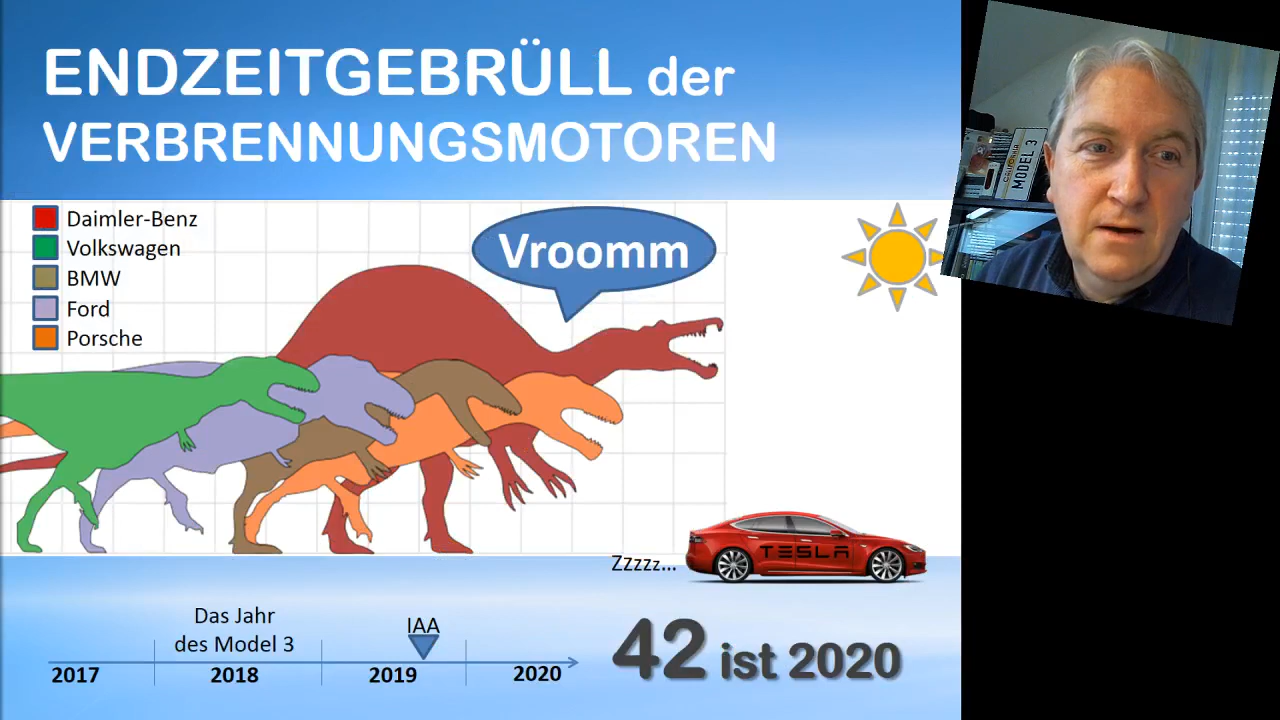 ENDZEITGEBRÜLL der
VERBRENNUNGSMOTOREN
Daimler-Benz
Volkswagen
BMW
Ford
Porsche
Vroomm
MODEL 3
TESLA
Zzzzz...
Das Jahr
des Model 3
IAA
2017
2018
2019
2020
42 ist 2020